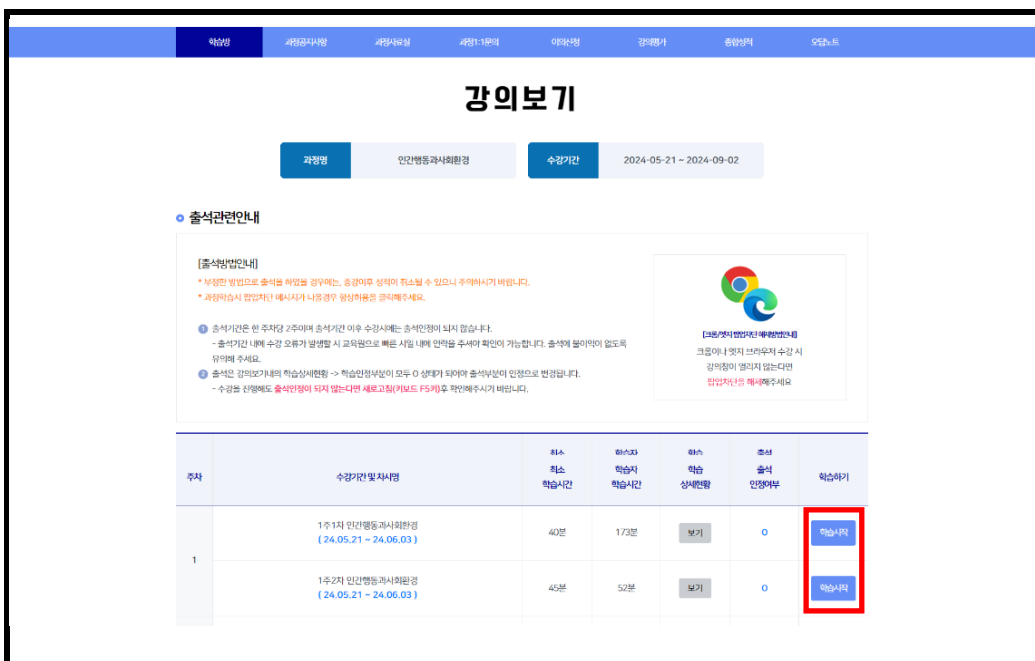 학습방 과정공지사항 과정자료실 과정1:1문의 이의신청 강의평가 종합성적 오답노트
강의보기
과정명 인간행동과사회환경 수강기간 2024-05-21 ~ 2024-09-02
출석관련안내
[출석방법안내]
* 부정한 방법으로 출석을 하였을 경우에는, 종강이후 성적이 취소될 수 있으니 주의하시기 바랍니다.
* 과정학습시 팝업차단 메시지가 나올경우 항상허용을 클릭해주세요.
1 출석기간은 한 주차당 2주이며 출석기간 이후 수강시에는 출석인정이 되지 않습니다.
- 출석기간 내에 수강 오류가 발생할 시 교육원으로 빠른 시일 내에 연락을 주셔야 확인이 가능합니다. 출석에 불이익이 없도록
유의해 주세요.
2 출석은 강의보기내의 학습상세현황 -> 학습인정부분이 모두 O 상태가 되어야 출석부분이 인정으로 변경됩니다.
- 수강을 진행해도 출석인정이 되지 않는다면 새로고침(키보드 F5키)후 확인해주시기 바랍니다.
[크롬/엣지 팝업차단 해제방법안내]
크롬이나 엣지 브라우저 수강 시
강의창이 열리지 않는다면
팝업차단을 해제해주세요
최소 학습자 학습 출석
주차 수강기간 및 차시명 최소 학습자 학습 출석 학습하기
학습시간 학습시간 상세현황 인정여부
1
1주1차 인간행동과사회환경 40분 173분 보기 O 학습시작
( 24.05.21 ~ 24.06.03 )
1주2차 인간행동과사회환경 45분 52분 보기 O 학습시작
( 24.05.21 ~ 24.06.03 )